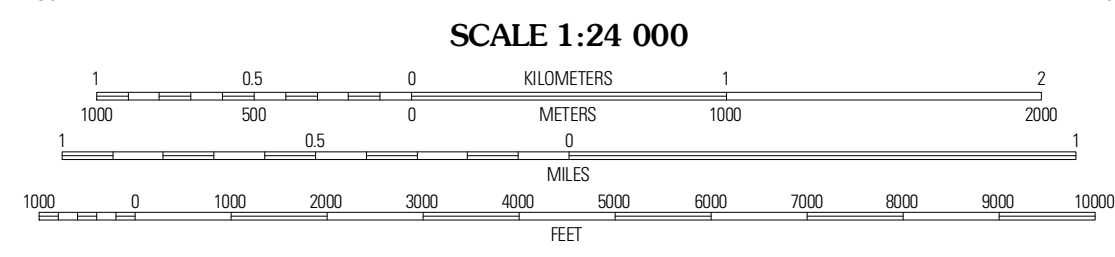 SCALE 1:24 000
1 0.5 0 KILOMETERS 1 2
1000 500 0 METERS 1000 2000
1 0.5 0 1
MILES
1000 0 1000 2000 3000 4000 5000 6000 7000 8000 9000 10000
FEET